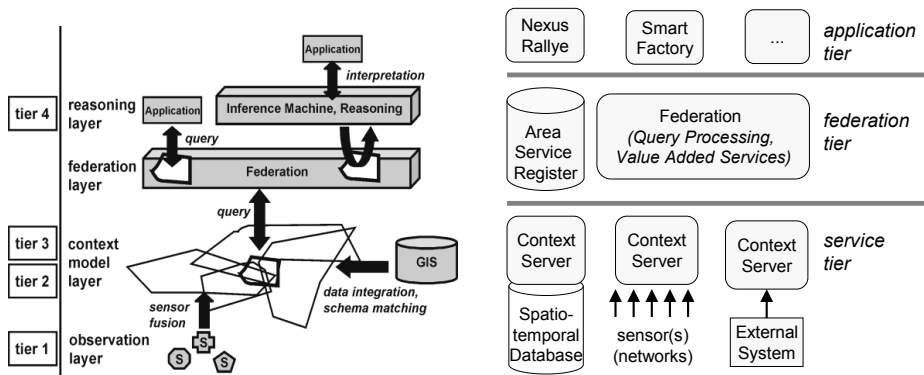 Application
interpretation
tier 4
reasoning
layer
Application
Inference Machine, Reasoning
query
federation
layer
Federation
query
tier 3
tier 2
context
model
layer
GIS
data integration,
schema matching
sensor
fusion
tier 1
observation
layer
S
S
S
Nexus
Rallye
Smart
Factory
...
application
tier
Area
Service
Register
Federation
(Query Processing,
Value Added Services)
federation
tier
Context
Server
Context
Server
Context
Server
service
tier
Spatio-
temporal
Database
sensor(s)
(networks)
External
System